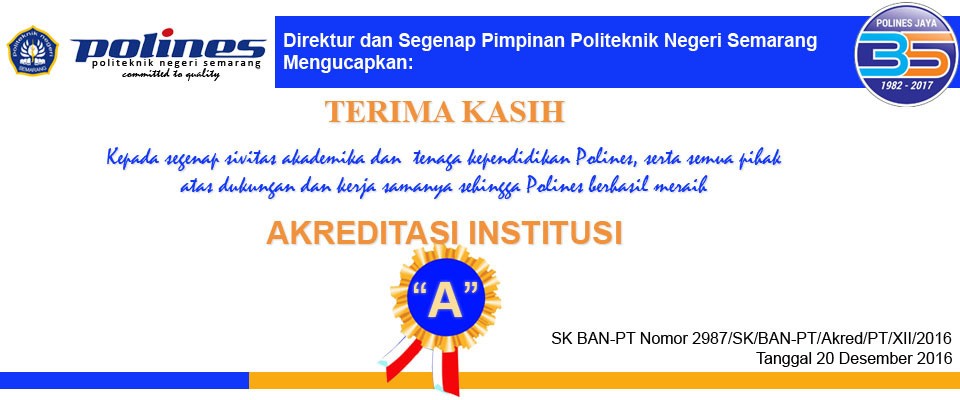 polines
politeknik negeri semarang
committed to quality
SEMARANG
Direktur dan Segenap Pimpinan Politeknik Negeri Semarang
Mengucapkan:
POLINES JAYA
35
1982 - 2017
TERIMA KASIH
Kepada segenap sivitas akademika dan tenaga kependidikan Polines, serta semua pihak
atas dukungan dan kerja samanya sehingga Polines berhasil meraih
AKREDITASI INSTITUSI
“A”
SK BAN-PT Nomor 2987/SK/BAN-PT/Akred/PT/XII/2016
Tanggal 20 Desember 2016